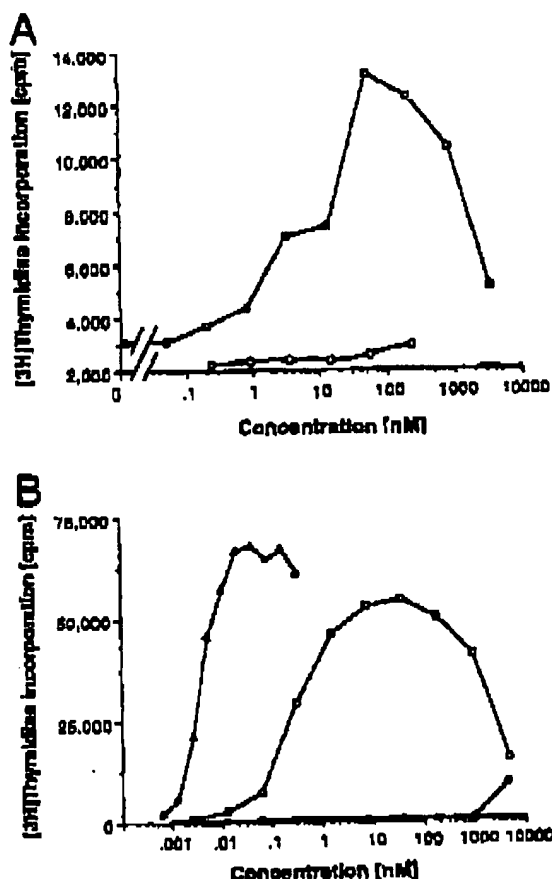 A
[3H]Thymidine incorporation [cpm]
14,000
12,000
10,000
8,000
6,000
4,000
2,000
0 .1 1 10 100 1000 10000
Concentration [nM]
B
[3H]Thymidine incorporation [cpm]
75,000
50,000
25,000
0
.001 .01 .1 1 10 100 1000 10000
Concentration [nM]